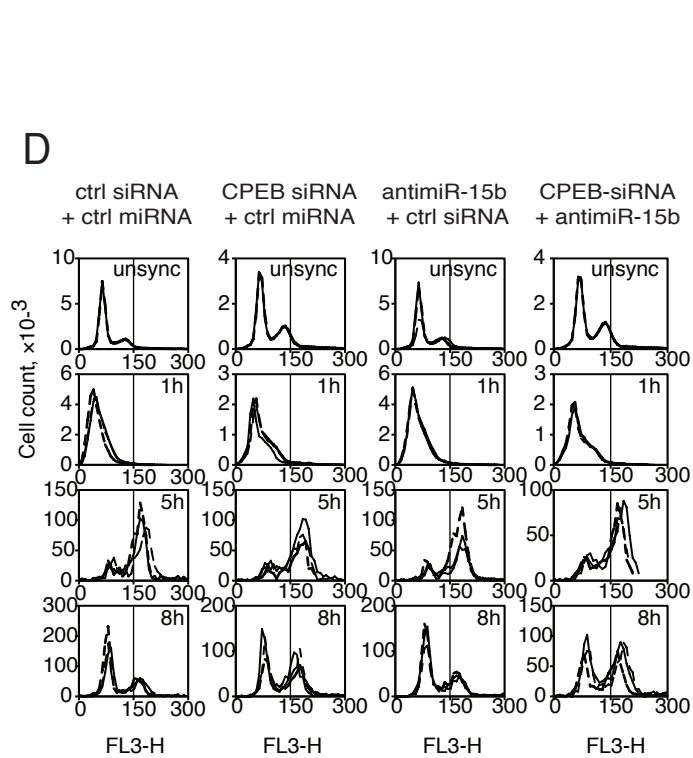 D
ctrl siRNA CPEB siRNA antimiR-15b CPEB-siRNA
+ ctrl miRNA + ctrl miRNA + ctrl siRNA + antimiR-15b
Cell count, ×10-3
10 unsync 4 unsync 10 unsync 4 unsync
5 2 5 2
0 0 0 0
0 150 300 0 150 300 0 150 300 0 150 300
6 1h 3 1h 6 1h 3 1h
4 2 4 2
2 1 2 1
0 0 0 0
0 150 300 0 150 300 0 150 300 0 150 300
150 5h 150 5h 150 5h 100 5h
100 100 100
50 50 50 50
0 0 0 0
0 150 300 0 150 300 0 150 300 0 150 300
300 8h 200 8h 200 8h 150 8h
200 100 100 100
100 50
0 0 0 0
0 150 300 0 150 300 0 150 300 0 150 300
FL3-H FL3-H FL3-H FL3-H